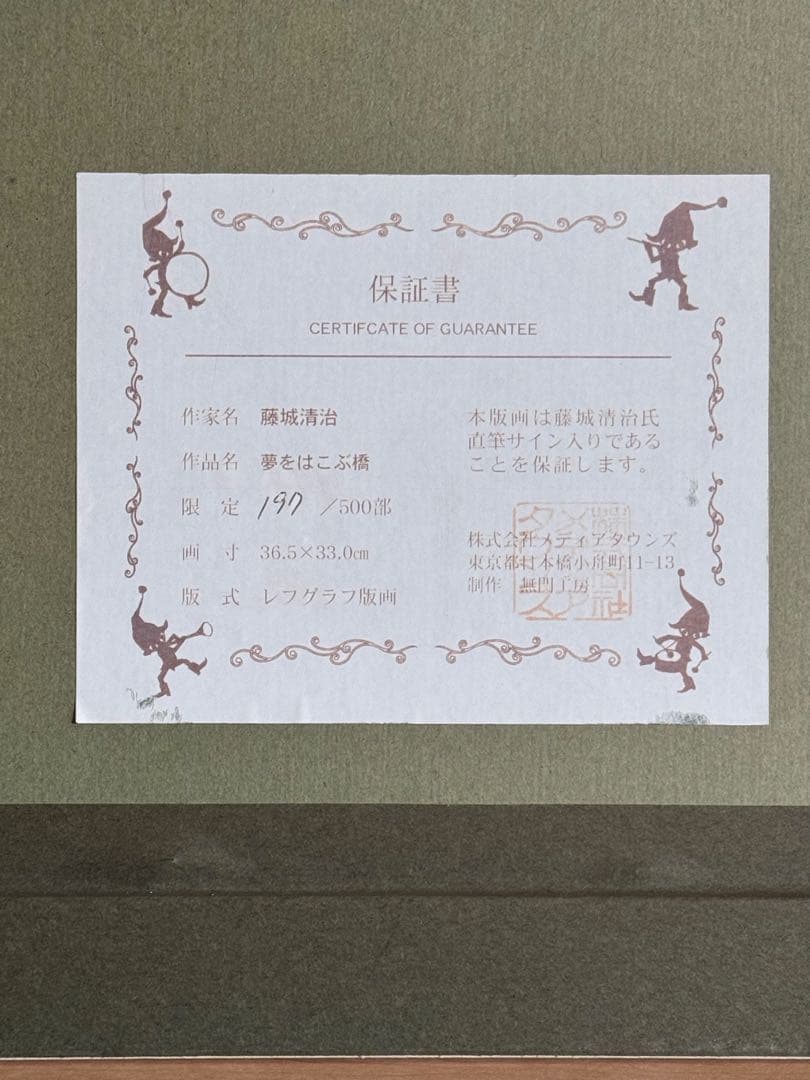 保証書
CERTIFCATE OF GUARANTEE
作家名 藤城清治
作品名 夢をはこぶ橋
限 定 197 /500部
画 寸 36.5×33.0㎝
版 式 レフグラフ版画
本版画は藤城清治氏
直筆サイン入りである
ことを保証します。
株式会社メディアタウンズ
東京都日本橋小舟町11-13
制作 無門工房